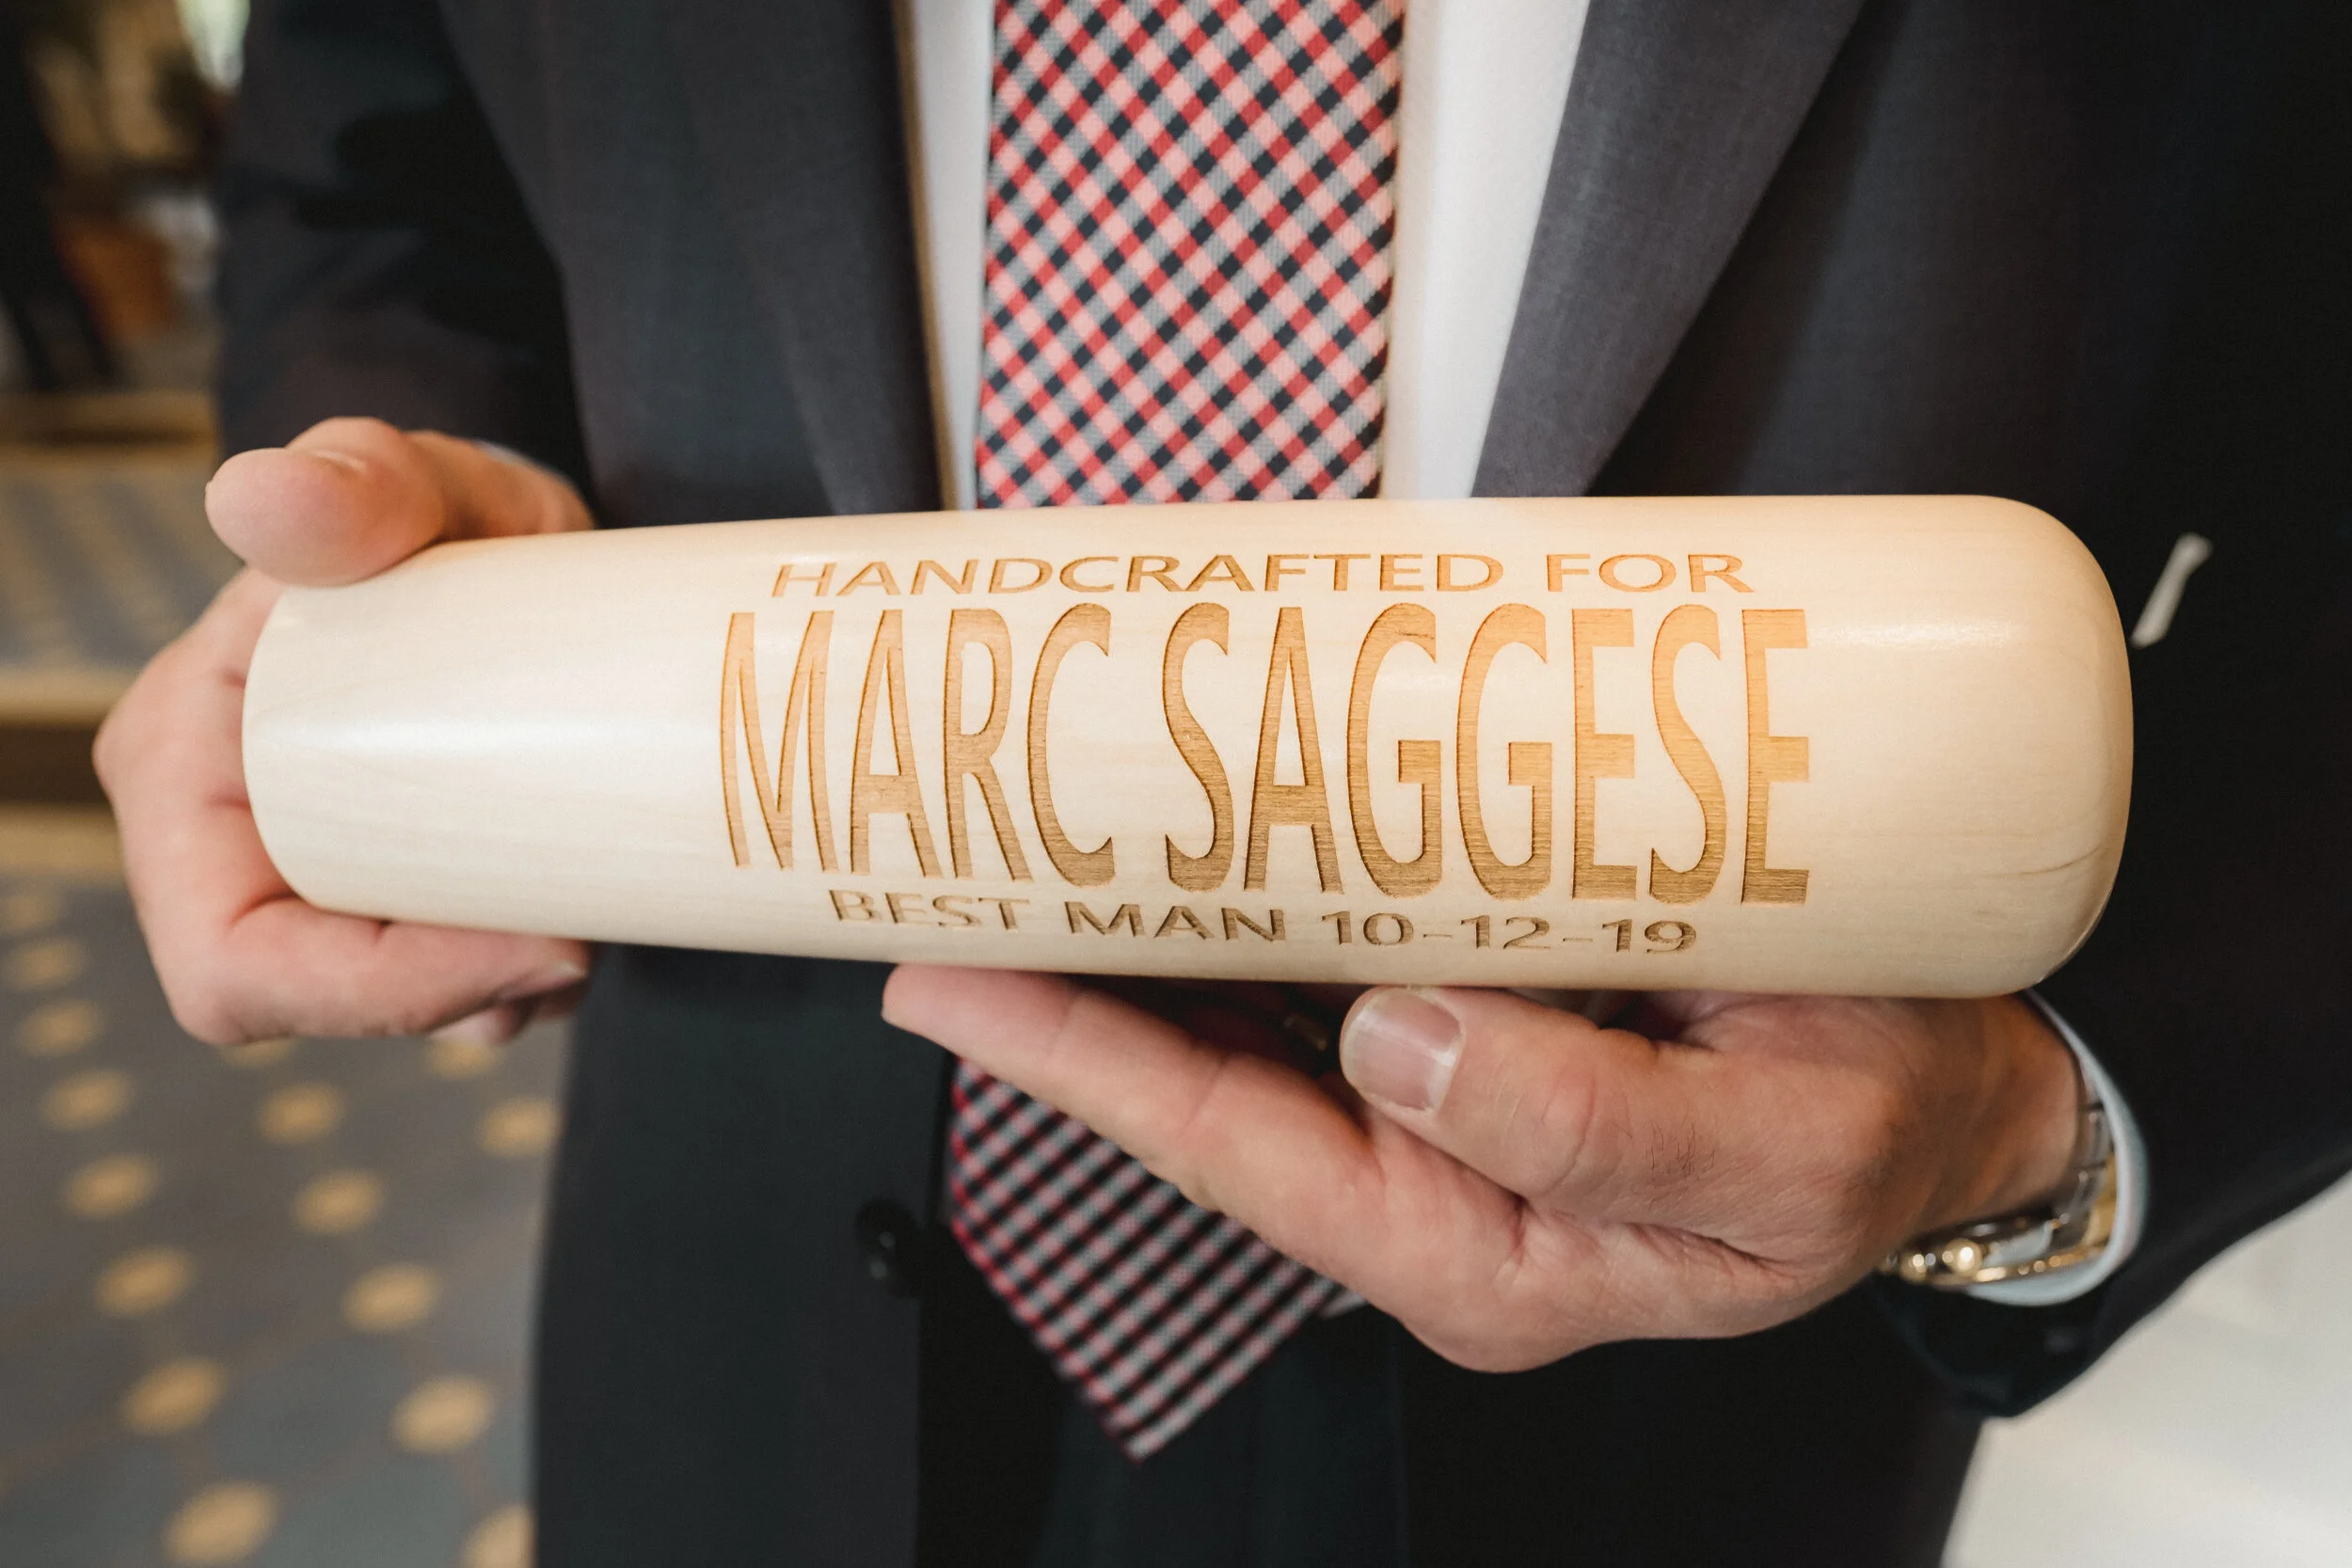 HANDCRAFTED FOR
MARC SAGGESE
BEST MAN 10-12-19